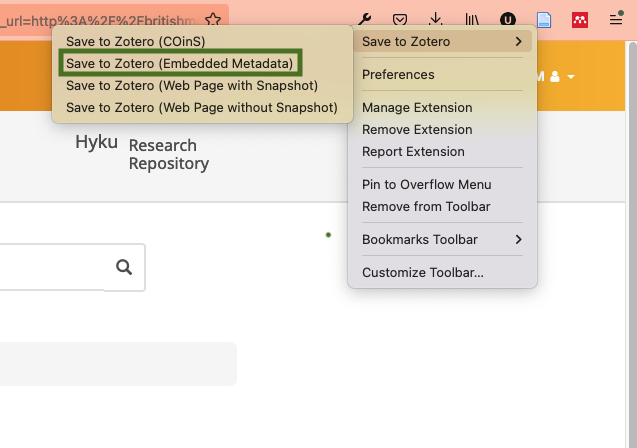 _url=http%3A%2F%2Fbritishm
Save to Zotero (COinS)
Save to Zotero (Embedded Metadata)
Save to Zotero (Web Page with Snapshot)
Save to Zotero (Web Page without Snapshot)
Save to Zotero
Preferences
Manage Extension
Remove Extension
Report Extension
Pin to Overflow Menu
Remove from Toolbar
Bookmarks Toolbar
Customize Toolbar...
M
Hyku
Research
Repository